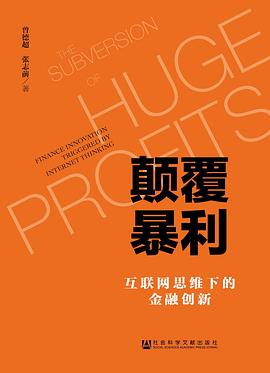 曾德超 张志前 / 著
THE
SUBVERSION
OF
HUGE
PROFITS
FINANCE INNOVATION
TRIGGERED BY
INTERNET THINKING
颠覆
暴利
互联网思维下的
金融创新
社会科学文献出版社
SOCIAL SCIENCES ACADEMIC PRESS (CHINA)